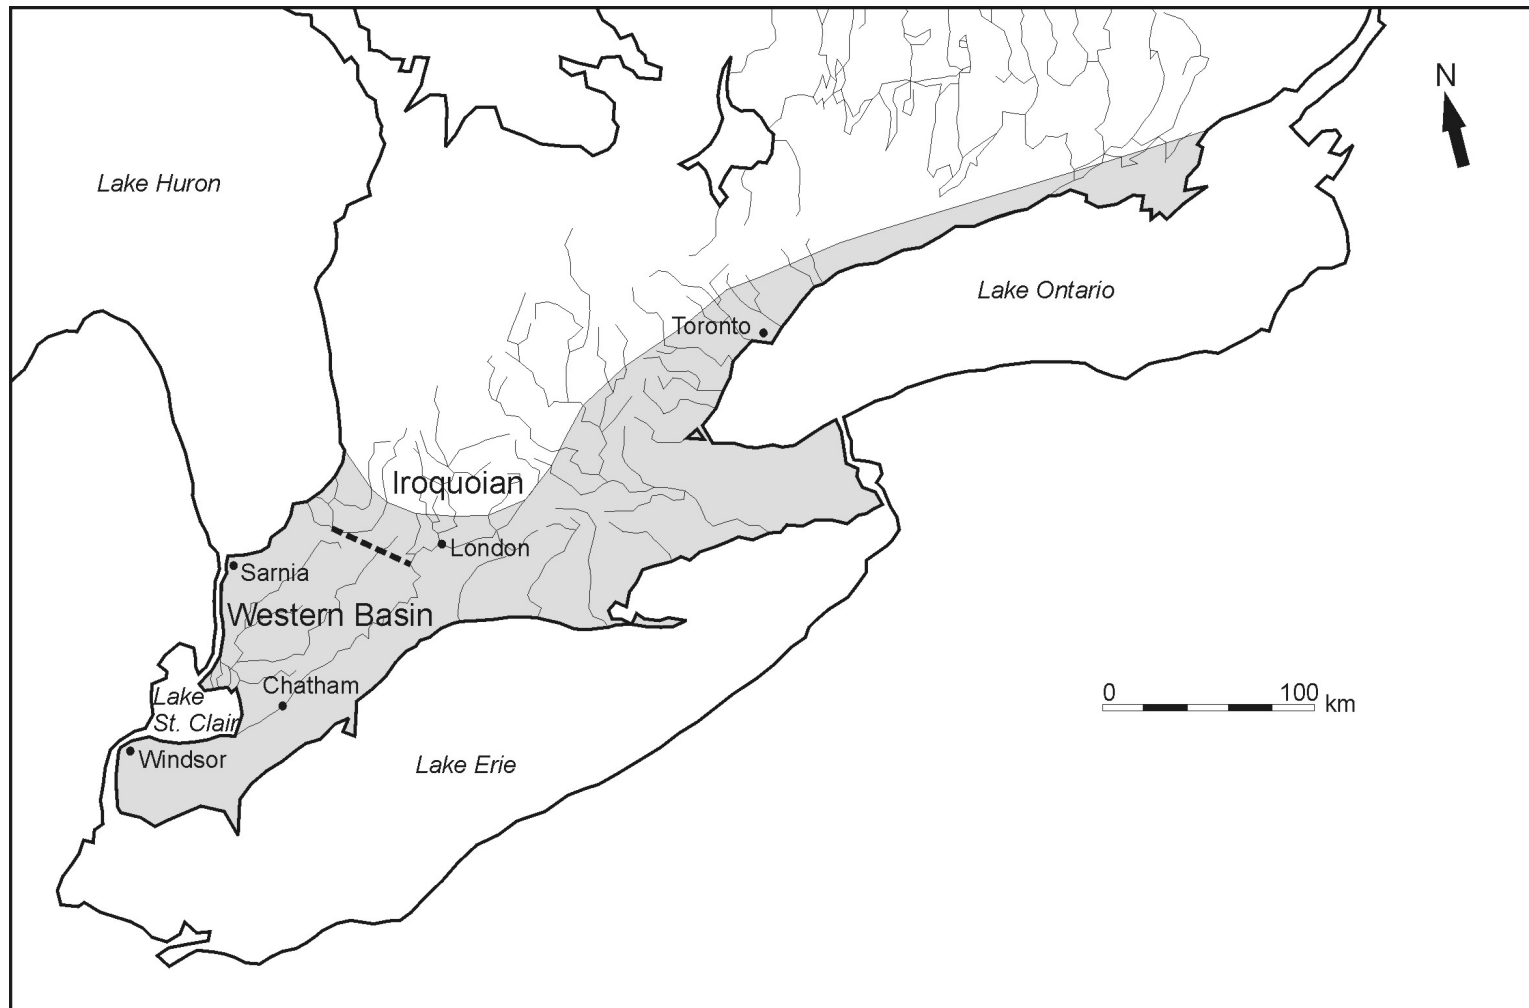 N
Lake Huron
Lake Ontario
Toronto
Iroquoian
London
Sarnia
Western Basin
Chatham
Lake
St. Clair
0 100 km
Windsor
Lake Erie